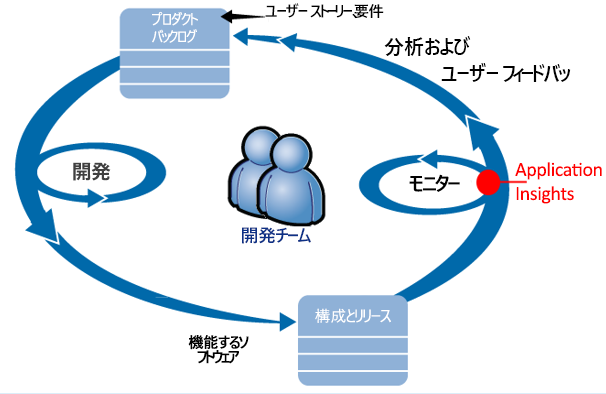 プロダクト
バックログ
ユーザー ストーリー、要件
分析および
ユーザー フィードバッ
開発
モニター
Application
Insights
開発チーム
構成とリリース
機能するソ
フトウェア